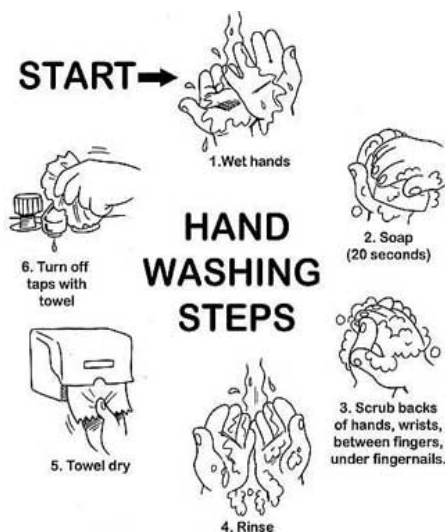 START
1.Wet hands
2. Soap
(20 seconds)
3. Scrub backs
of hands, wrists,
between fingers,
under fingernails.
4. Rinse
5. Towel dry
6. Turn off
taps with
towel
HAND
WASHING
STEPS